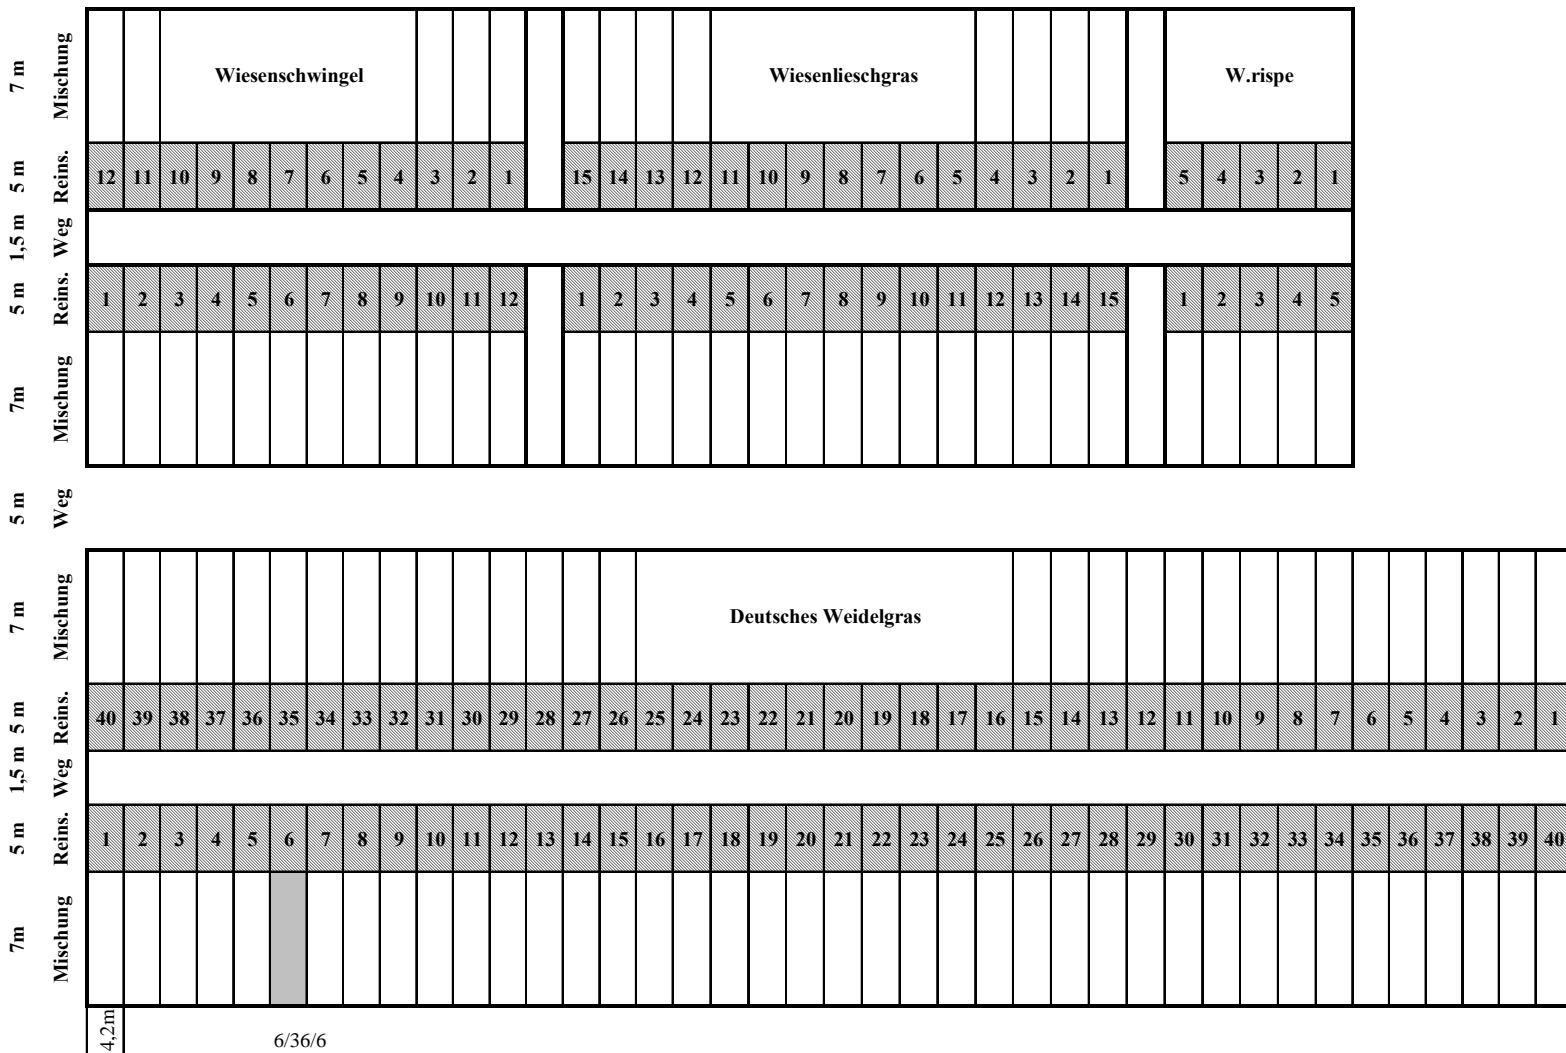 7 m Mischung Wiesenschwingel Wiesenlieschgras W.rispe
5 m Reins. 12 11 10 9 8 7 6 5 4 3 2 1 15 14 13 12 11 10 9 8 7 6 5 4 3 2 1 5 4 3 2 1
1,5 m Weg
5 m Reins. 1 2 3 4 5 6 7 8 9 10 11 12 1 2 3 4 5 6 7 8 9 10 11 12 13 14 15 1 2 3 4 5
7m Mischung
5 m Weg
7 m Mischung Deutsches Weidelgras
5 m Reins. 40 39 38 37 36 35 34 33 32 31 30 29 28 27 26 25 24 23 22 21 20 19 18 17 16 15 14 13 12 11 10 9 8 7 6 5 4 3 2 1
1,5 m Weg
5 m Reins. 1 2 3 4 5 6 7 8 9 10 11 12 13 14 15 16 17 18 19 20 21 22 23 24 25 26 27 28 29 30 31 32 33 34 35 36 37 38 39 40
7m Mischung
4,2m 6/36/6